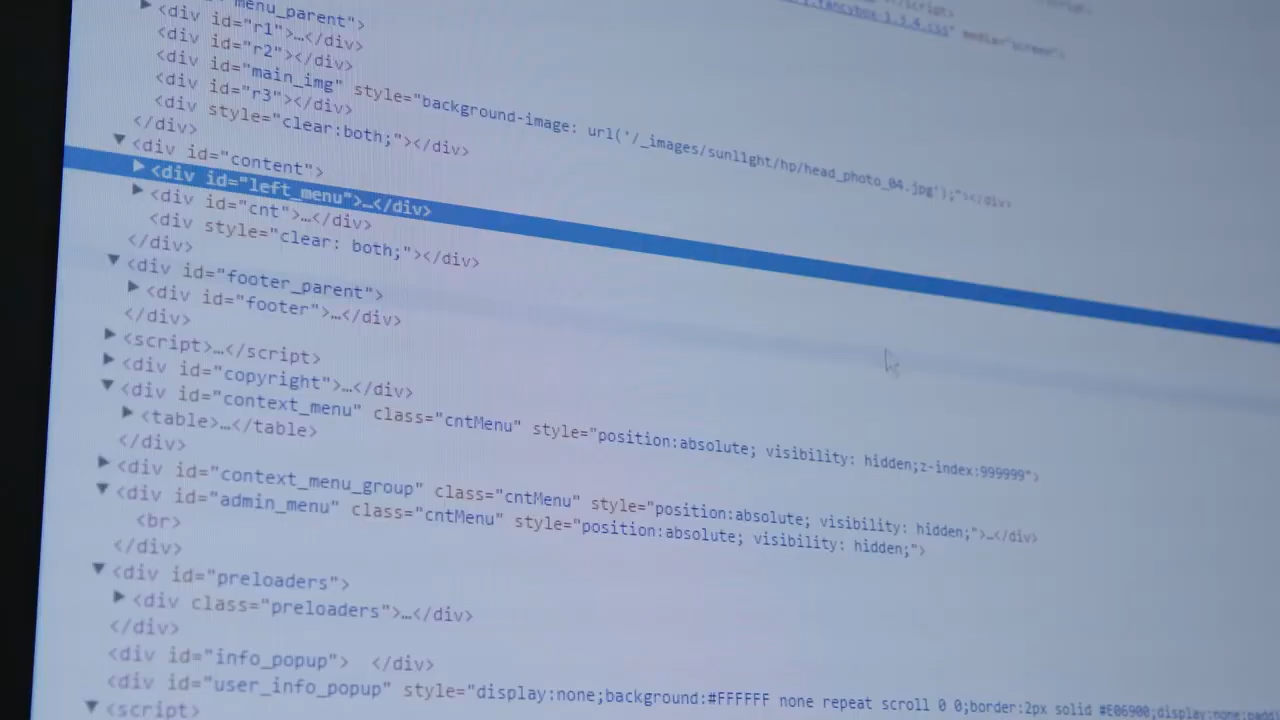 menu_parent">
<div id="r1">…</div>
<div id="r2"></div>
<div id="main_img" style="background-image: url('/_images/sunlight/hp/head_photo_04.jpg');"></div>
<div id="r3"></div>
<div style="clear:both;"></div>
</div>
<div id="content">
<div id="left_menu">…</div>
<div id="cnt">…</div>
<div style="clear: both;"></div>
</div>
<div id="footer_parent">
<div id="footer">…</div>
</div>
<script>…</script>
<div id="copyright">…</div>
<div id="context_menu" class="cntMenu" style="position:absolute; visibility: hidden;z-index:999999">
<table>…</table>
</div>
<div id="context_menu_group" class="cntMenu" style="position:absolute; visibility: hidden;">…</div>
<div id="admin_menu" class="cntMenu" style="position:absolute; visibility: hidden;">
<br>
</div>
<div id="preloaders">
<div class="preloaders">…</div>
</div>
<div id="info_popup">  </div>
<div id="user_info_popup" style="display:none;background:#FFFFFF none repeat scroll 0 0;border:2px solid #E06900;display:none;padd
<script>